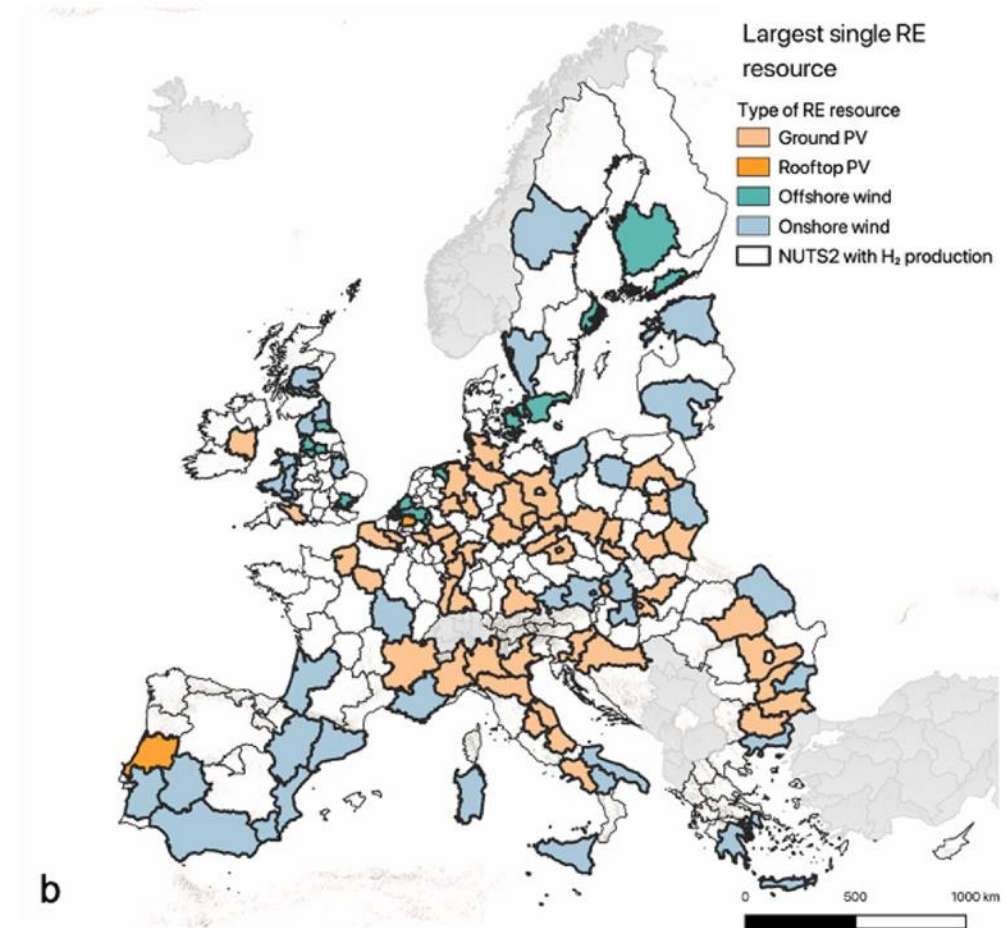 Largest single RE
resource
Type of RE resource
Ground PV
Rooftop PV
Offshore wind
Onshore wind
NUTS2 with H₂ production
b
0 500 1000 km